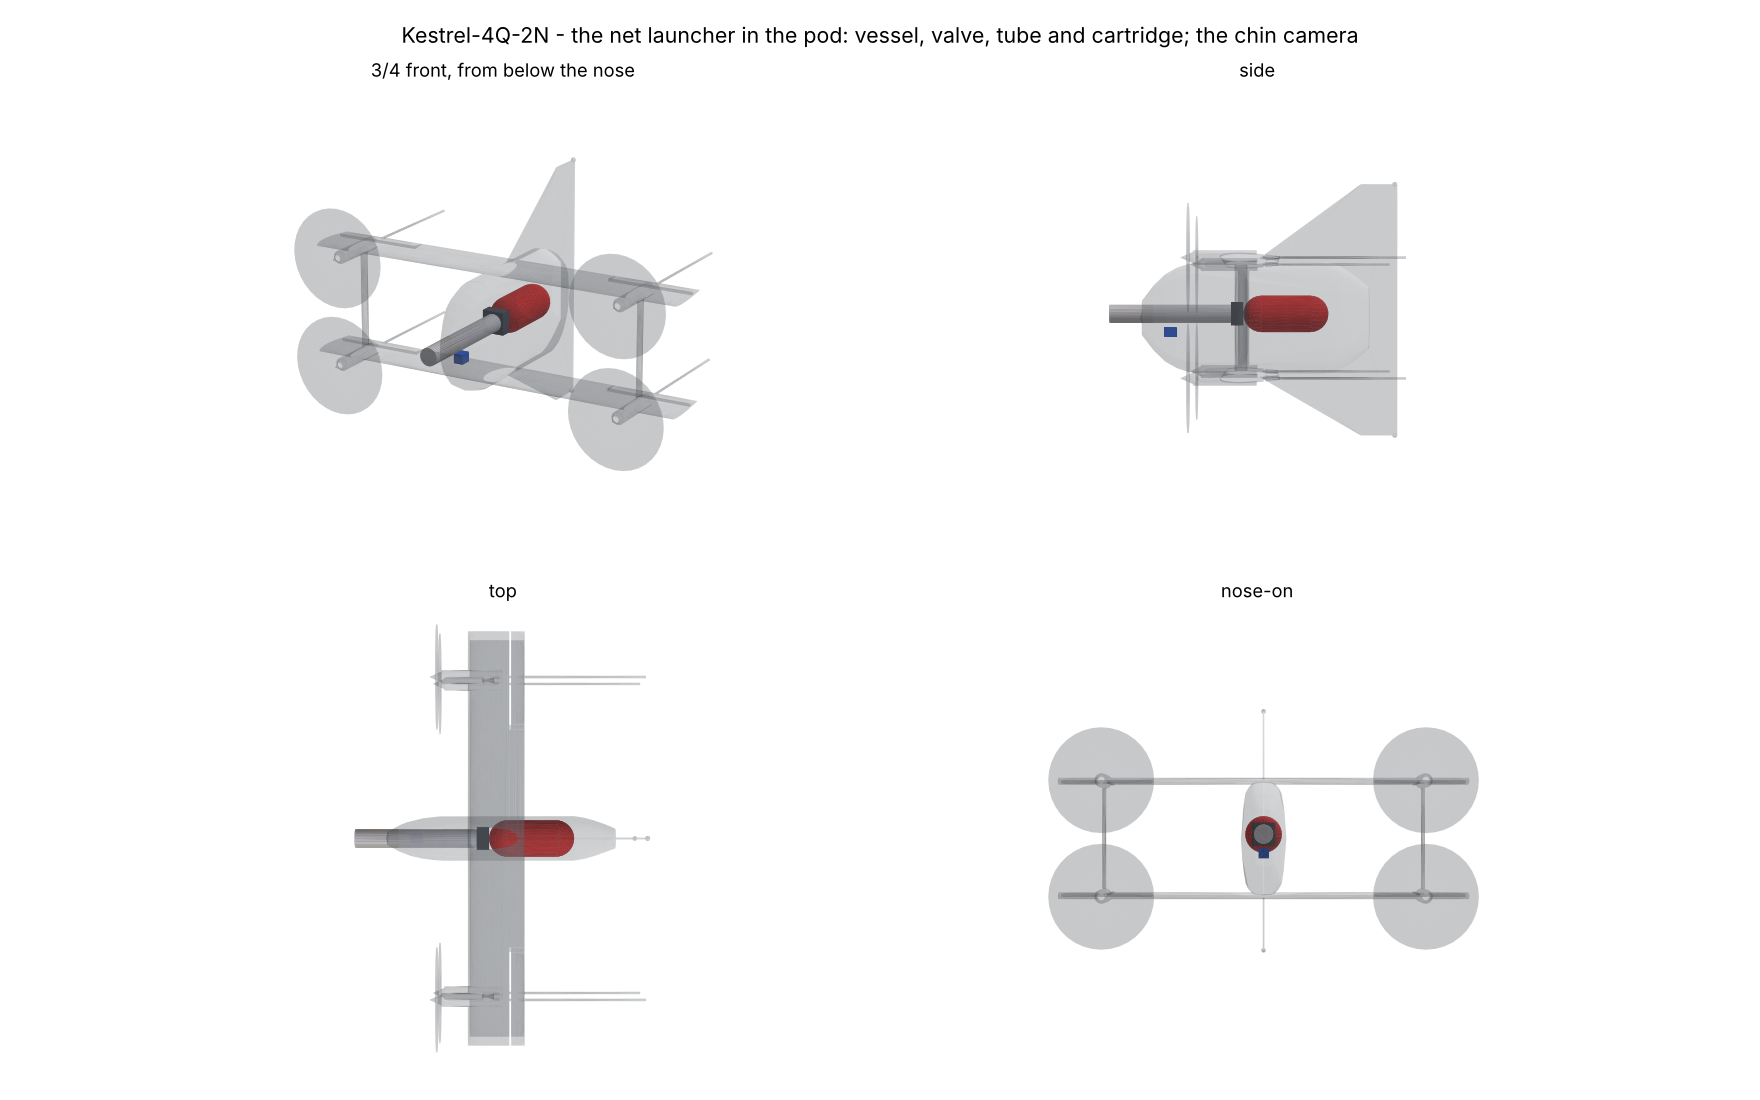 Kestrel-4Q-2N - the net launcher in the pod: vessel, valve, tube and cartridge; the chin camera
3/4 front, from below the nose
side
top
nose-on